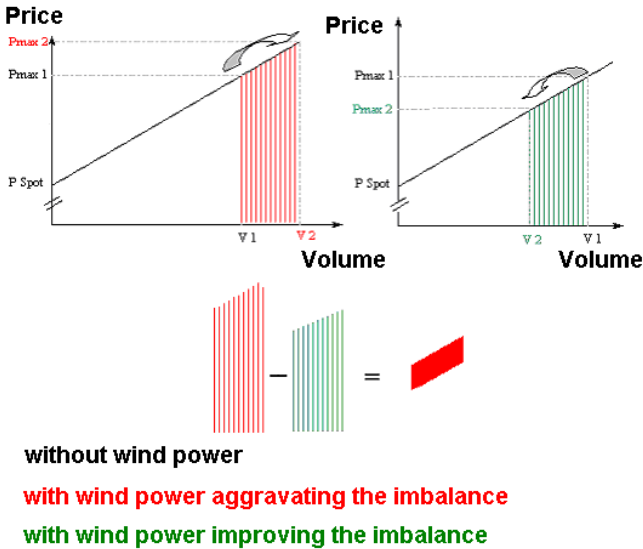 Price
Pmax 2
Pmax 1
P Spot
V 1
V 2
Volume
Price
Pmax 1
Pmax 2
P Spot
V 2
V 1
Volume
− =
without wind power
with wind power aggravating the imbalance
with wind power improving the imbalance